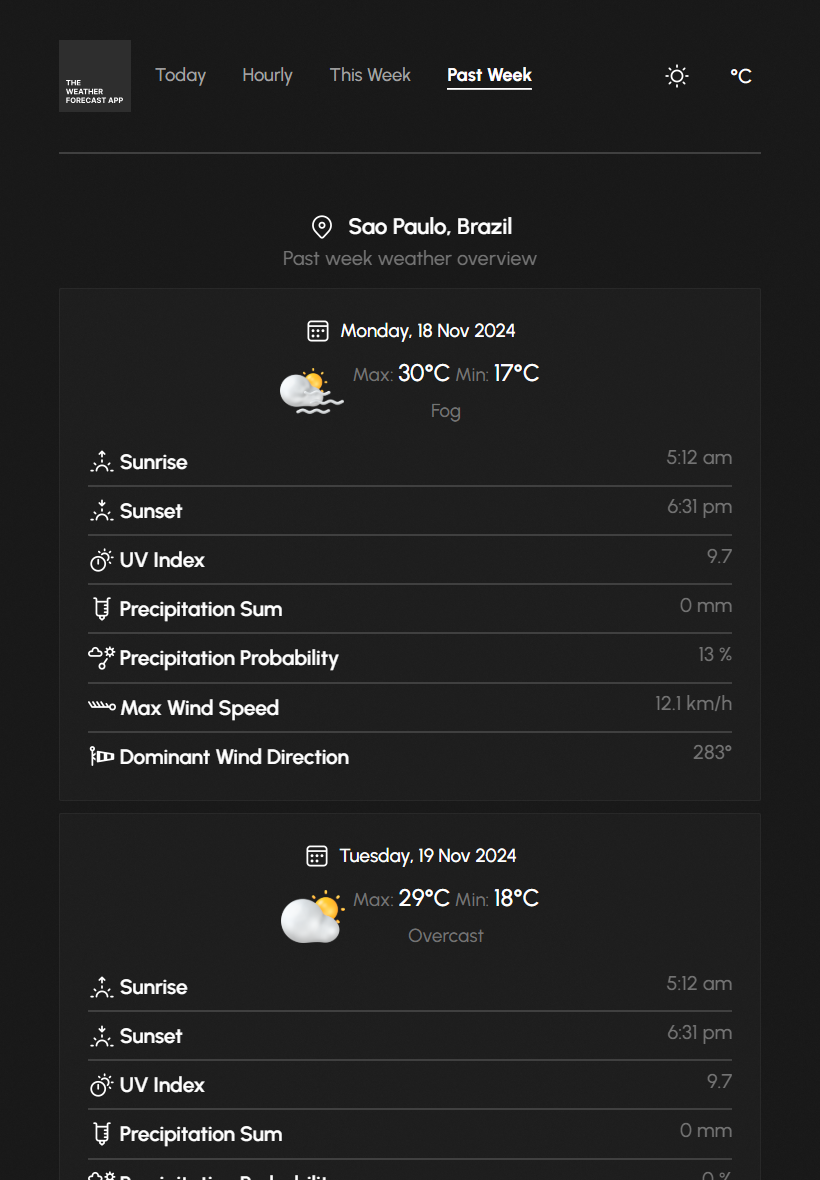 THE
WEATHER
FORECAST APP
Today Hourly This Week Past Week °C
Sao Paulo, Brazil
Past week weather overview
Monday, 18 Nov 2024
Max: 30°C Min: 17°C
Fog
Sunrise 5:12 am
Sunset 6:31 pm
UV Index 9.7
Precipitation Sum 0 mm
Precipitation Probability 13 %
Max Wind Speed 12.1 km/h
Dominant Wind Direction 283°
Tuesday, 19 Nov 2024
Max: 29°C Min: 18°C
Overcast
Sunrise 5:12 am
Sunset 6:31 pm
UV Index 9.7
Precipitation Sum 0 mm
Precipitation Probability 0 %